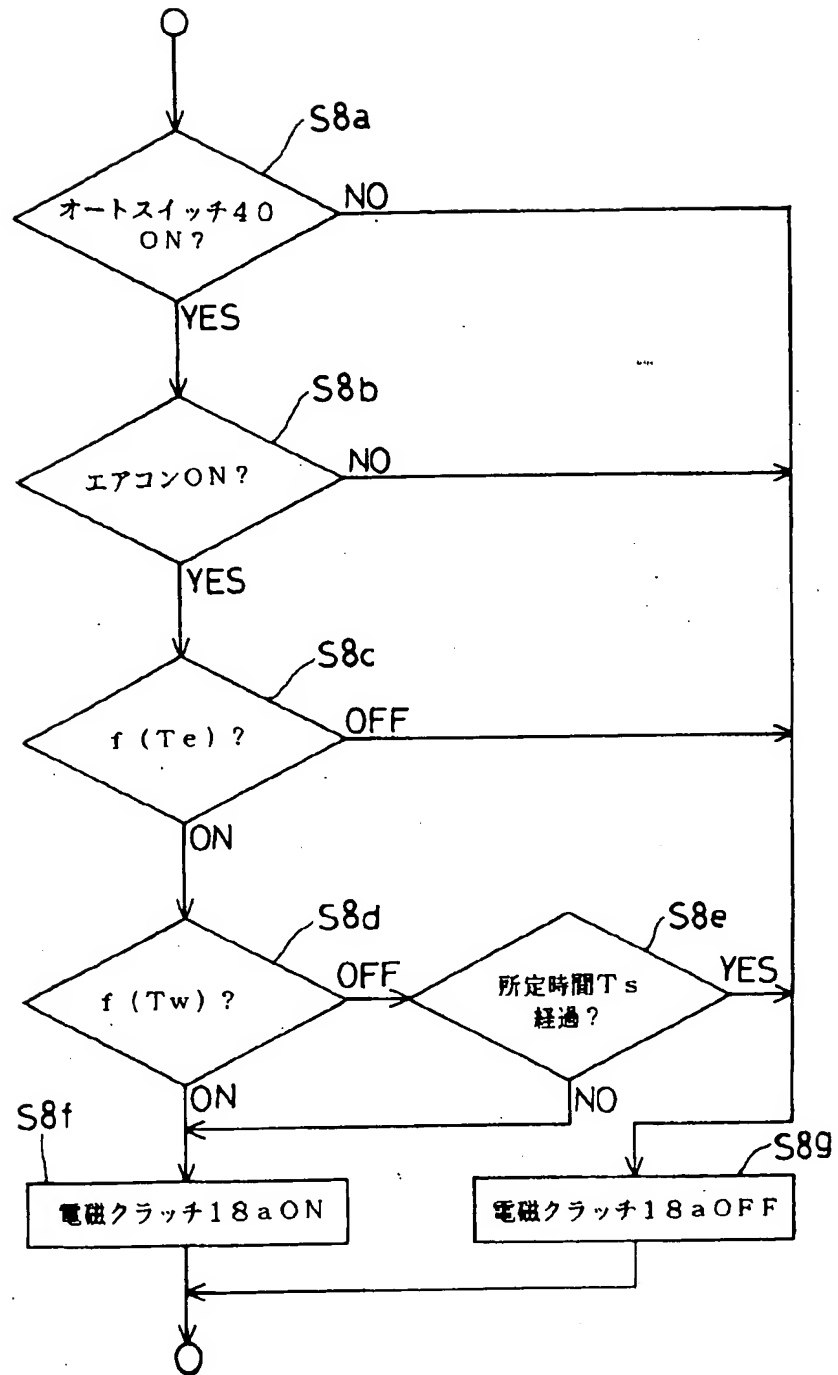 S8a
オートスイッチ40
ON?
NO
YES
S8b
エアコンON?
NO
YES
S8c
f(Te)?
OFF
ON
S8d
f(Tw)?
OFF
S8e
所定時間Ts
経過?
YES
ON
NO
S8f
電磁クラッチ18aON
S8g
電磁クラッチ18aOFF